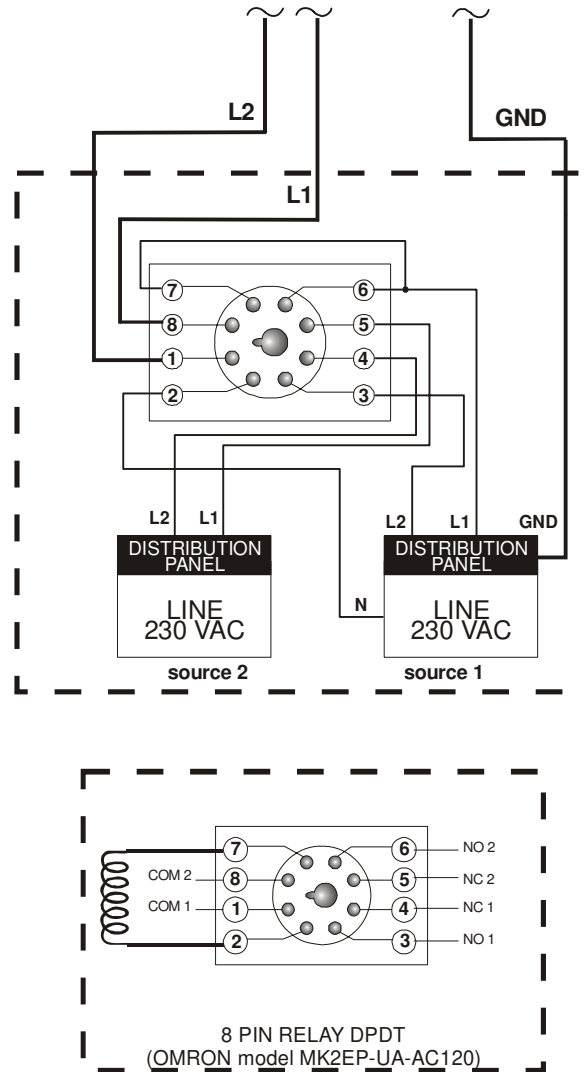 L2
GND
L1
7
6
8
5
1
4
2
3
L2
L1
L2
L1
GND
DISTRIBUTION
PANEL
DISTRIBUTION
PANEL
LINE
230 VAC
N
LINE
230 VAC
source 2
source 1
7
6
NO 2
COM 2
8
5
NC 2
COM 1
1
4
NC 1
2
3
NO 1
8 PIN RELAY DPDT
(OMRON model MK2EP-UA-AC120)